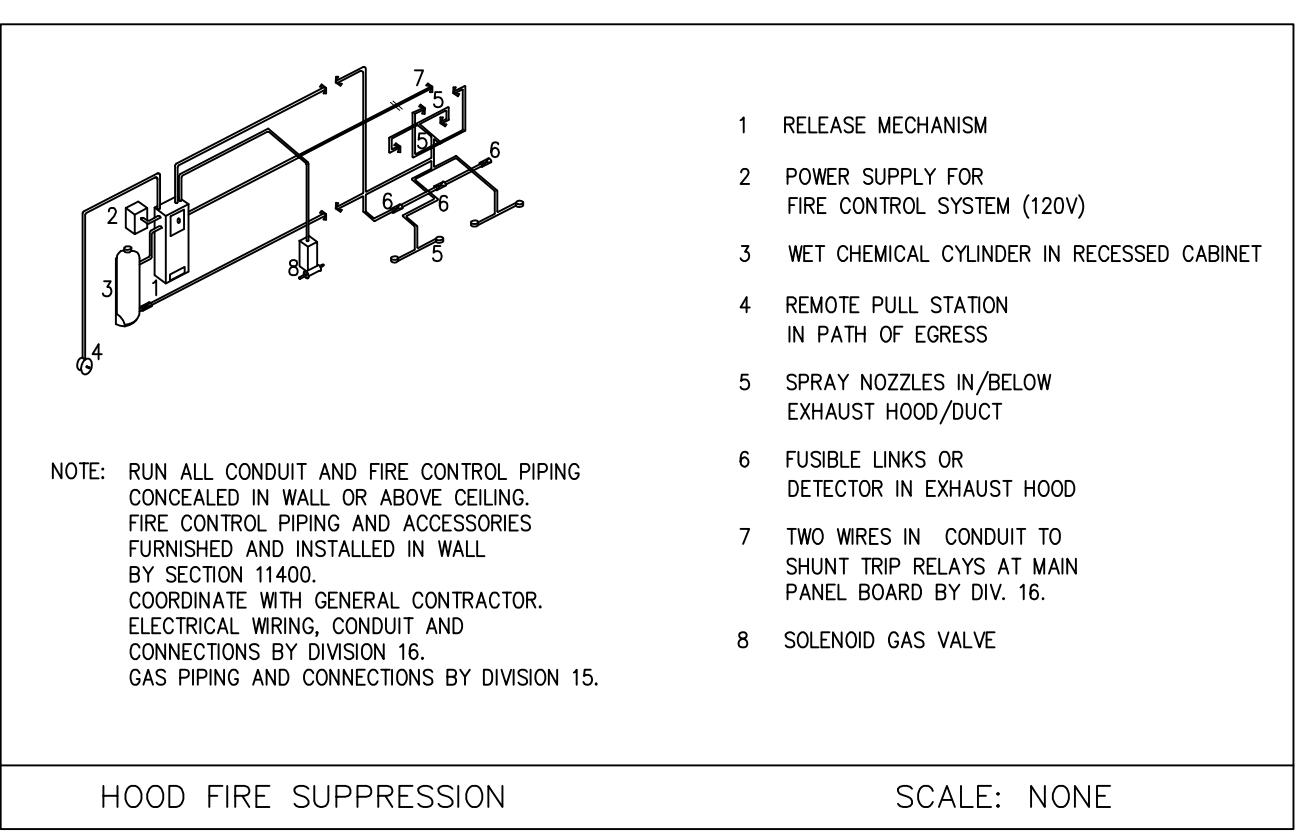 7
5
5
6
2
6
6
8
5
3
1
4
1 RELEASE MECHANISM
2 POWER SUPPLY FOR
FIRE CONTROL SYSTEM (120V)
3 WET CHEMICAL CYLINDER IN RECESSED CABINET
4 REMOTE PULL STATION
IN PATH OF EGRESS
5 SPRAY NOZZLES IN/BELOW
EXHAUST HOOD/DUCT
6 FUSIBLE LINKS OR
DETECTOR IN EXHAUST HOOD
7 TWO WIRES IN CONDUIT TO
SHUNT TRIP RELAYS AT MAIN
PANEL BOARD BY DIV. 16.
8 SOLENOID GAS VALVE
NOTE: RUN ALL CONDUIT AND FIRE CONTROL PIPING
CONCEALED IN WALL OR ABOVE CEILING.
FIRE CONTROL PIPING AND ACCESSORIES
FURNISHED AND INSTALLED IN WALL
BY SECTION 11400.
COORDINATE WITH GENERAL CONTRACTOR.
ELECTRICAL WIRING, CONDUIT AND
CONNECTIONS BY DIVISION 16.
GAS PIPING AND CONNECTIONS BY DIVISION 15.
HOOD FIRE SUPPRESSION
SCALE: NONE